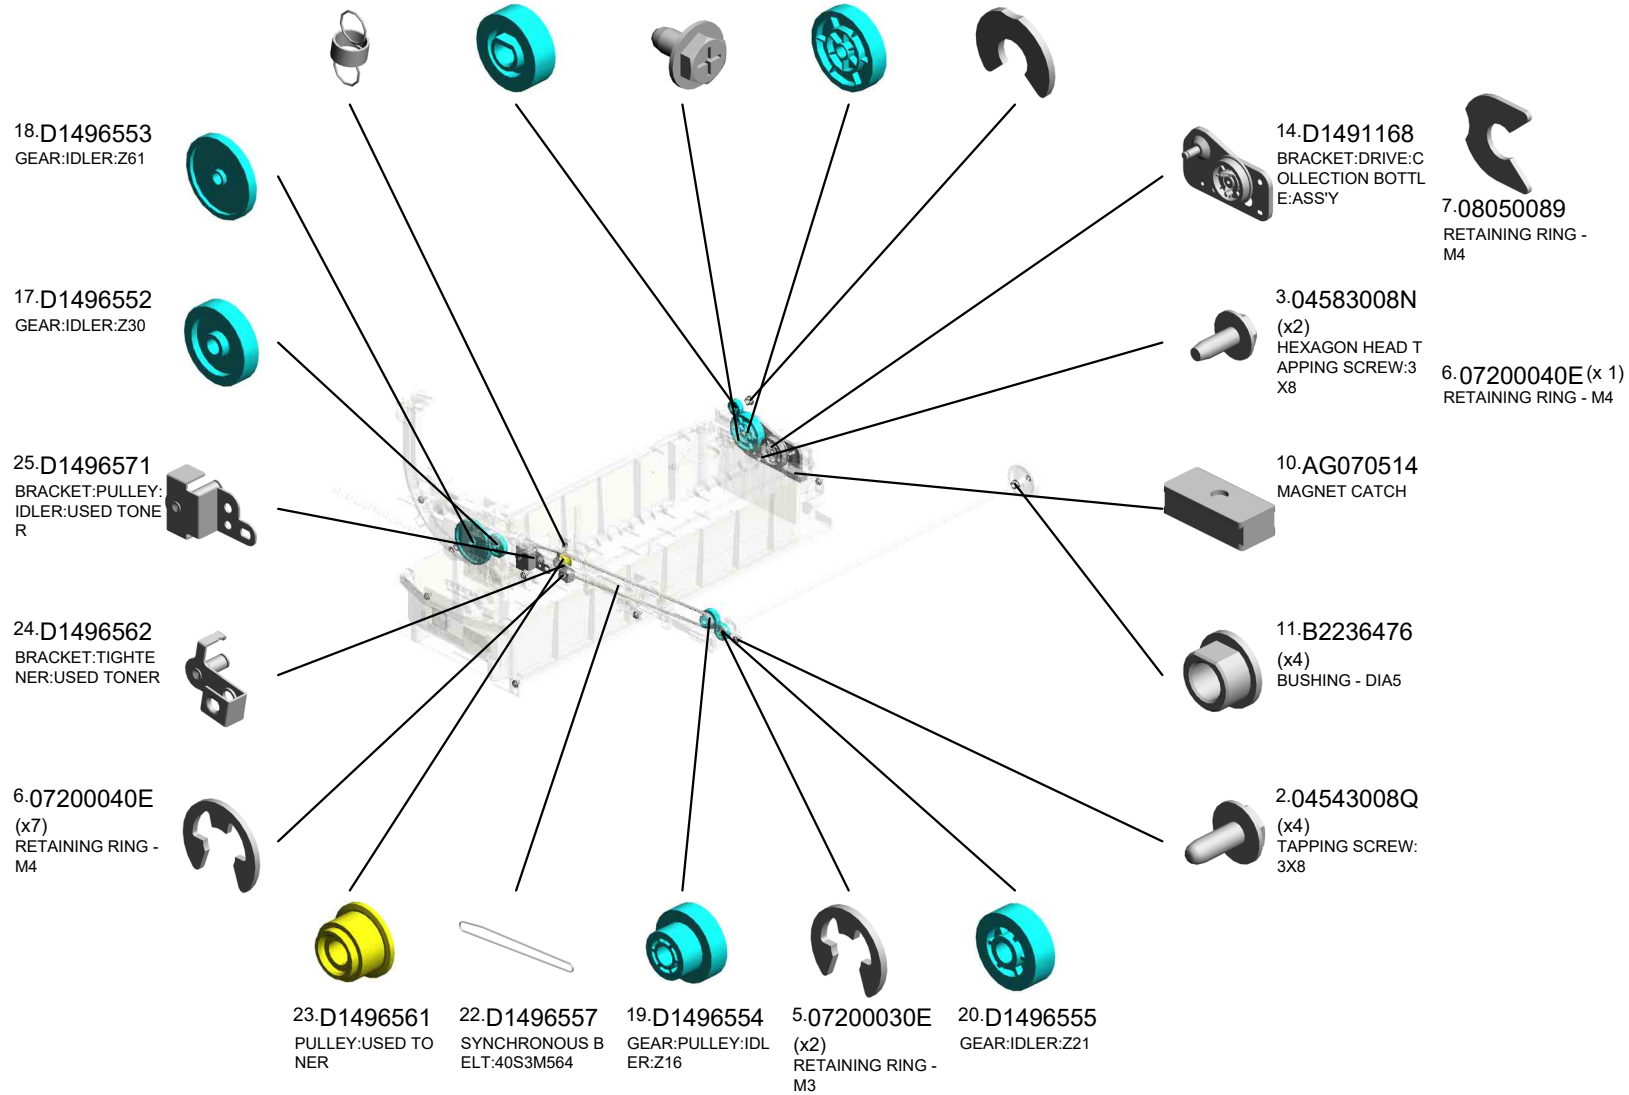 18.D1496553
GEAR:IDLER:Z61
14.D1491168
BRACKET:DRIVE:C
OLLECTION BOTTL
E:ASS'Y
7.08050089
RETAINING RING -
M4
17.D1496552
GEAR:IDLER:Z30
3.04583008N
(x2)
HEXAGON HEAD T
APPING SCREW:3
X8
6.07200040E (x 1)
RETAINING RING - M4
25.D1496571
BRACKET:PULLEY:
IDLER:USED TONE
R
10.AG070514
MAGNET CATCH
24.D1496562
BRACKET:TIGHTE
NER:USED TONER
11.B2236476
(x4)
BUSHING - DIA5
6.07200040E
(x7)
RETAINING RING -
M4
2.04543008Q
(x4)
TAPPING SCREW:
3X8
23.D1496561
PULLEY:USED TO
NER
22.D1496557
SYNCHRONOUS B
ELT:40S3M564
19.D1496554
GEAR:PULLEY:IDL
ER:Z16
5.07200030E
(x2)
RETAINING RING -
M3
20.D1496555
GEAR:IDLER:Z21